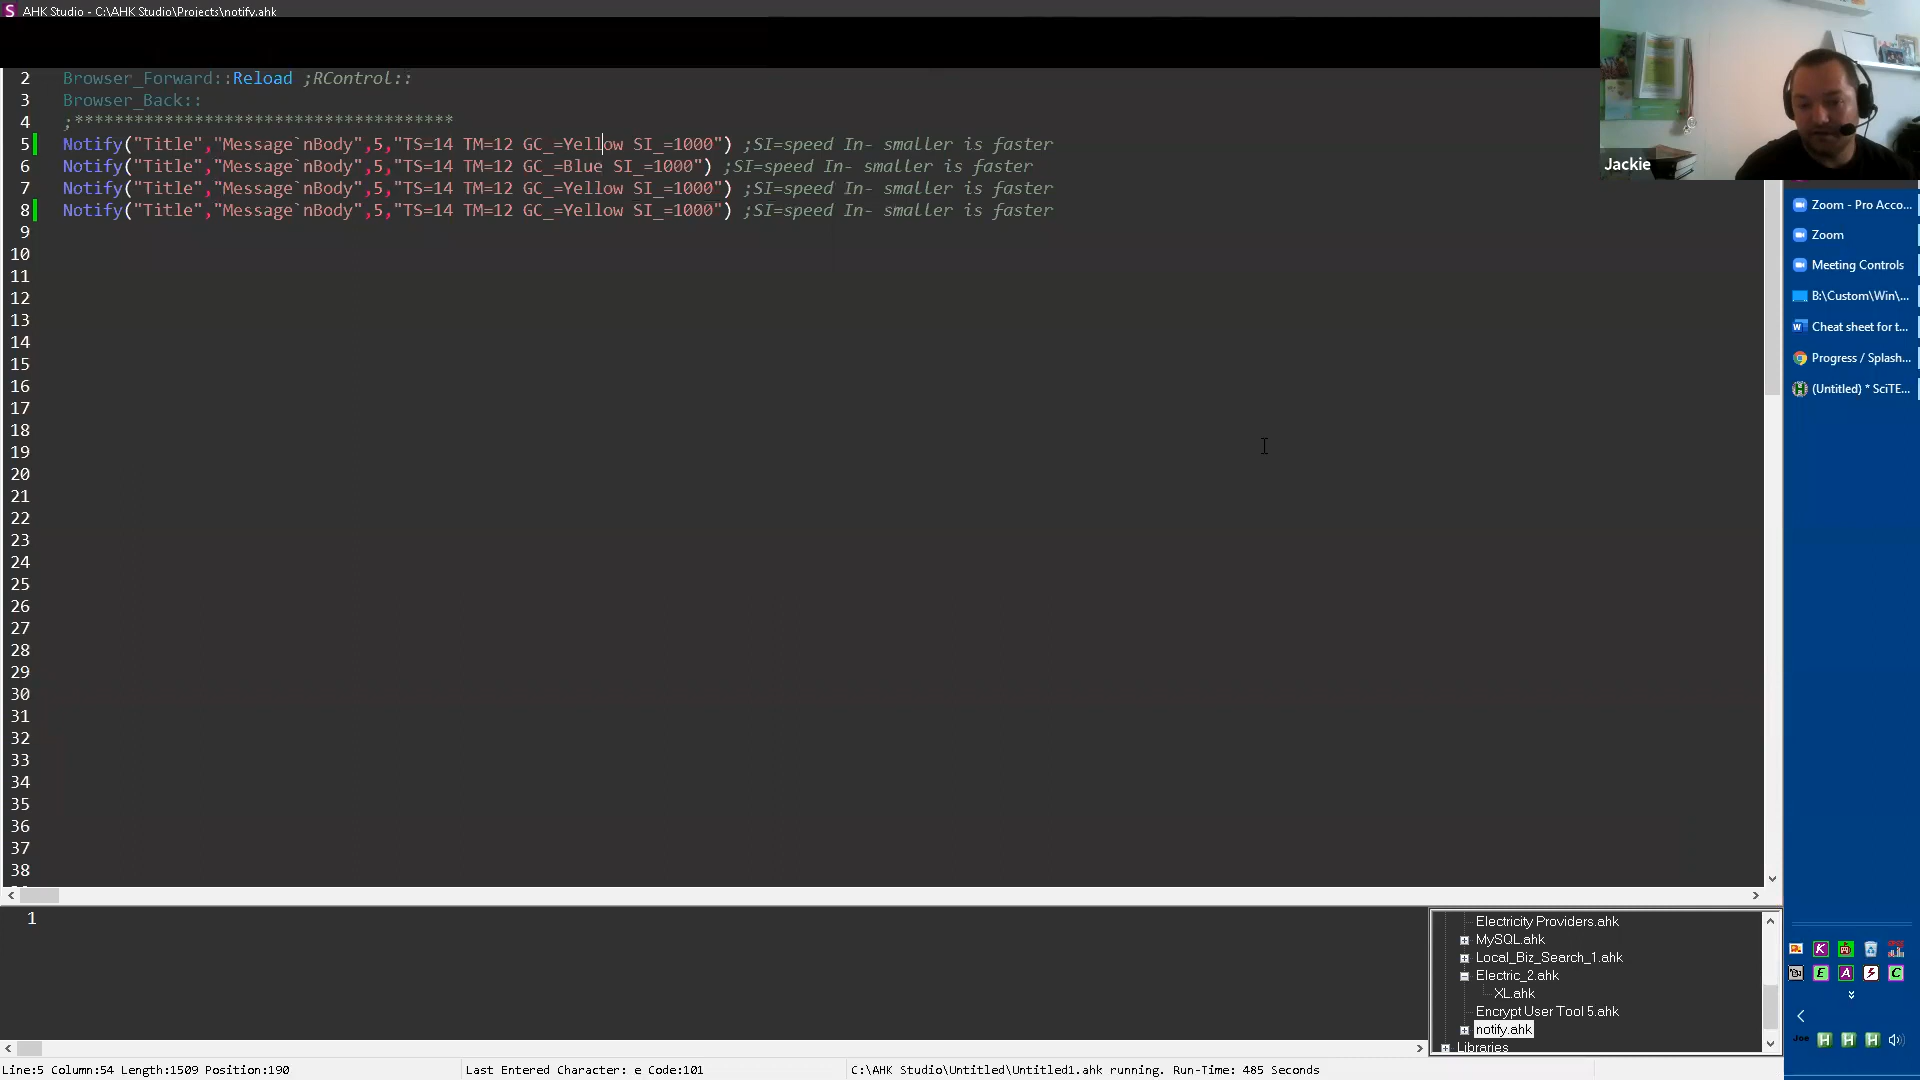 AHK Studio - C:\AHK Studio\Projects\notify.ahk
2 Browser_Forward::Reload ;RControl::
3 Browser_Back::
4 ;**************************************
5 Notify("Title","Message`nBody",5,"TS=14 TM=12 GC_=Yellow SI_=1000") ;SI=speed In- smaller is faster
6 Notify("Title","Message`nBody",5,"TS=14 TM=12 GC_=Blue SI_=1000") ;SI=speed In- smaller is faster
7 Notify("Title","Message`nBody",5,"TS=14 TM=12 GC_=Yellow SI_=1000") ;SI=speed In- smaller is faster
8 Notify("Title","Message`nBody",5,"TS=14 TM=12 GC_=Yellow SI_=1000") ;SI=speed In- smaller is faster
9
10
11
12
13
14
15
16
17
18
19
20
21
22
23
24
25
26
27
28
29
30
31
32
33
34
35
36
37
38
1
Jackie
Zoom - Pro Acco...
Zoom
Meeting Controls
B:\Custom\Win\...
Cheat sheet for t...
Progress / Splash...
(Untitled) * SciTE...
Electricity Providers.ahk
MySQL.ahk
Local_Biz_Search_1.ahk
Electric_2.ahk
XL.ahk
Encrypt User Tool 5.ahk
notify.ahk
Libraries
K
E A C
Joe H H H
Line:5 Column:54 Length:1509 Position:190
Last Entered Character: e Code:101
C:\AHK Studio\Untitled\Untitled1.ahk running. Run-Time: 485 Seconds